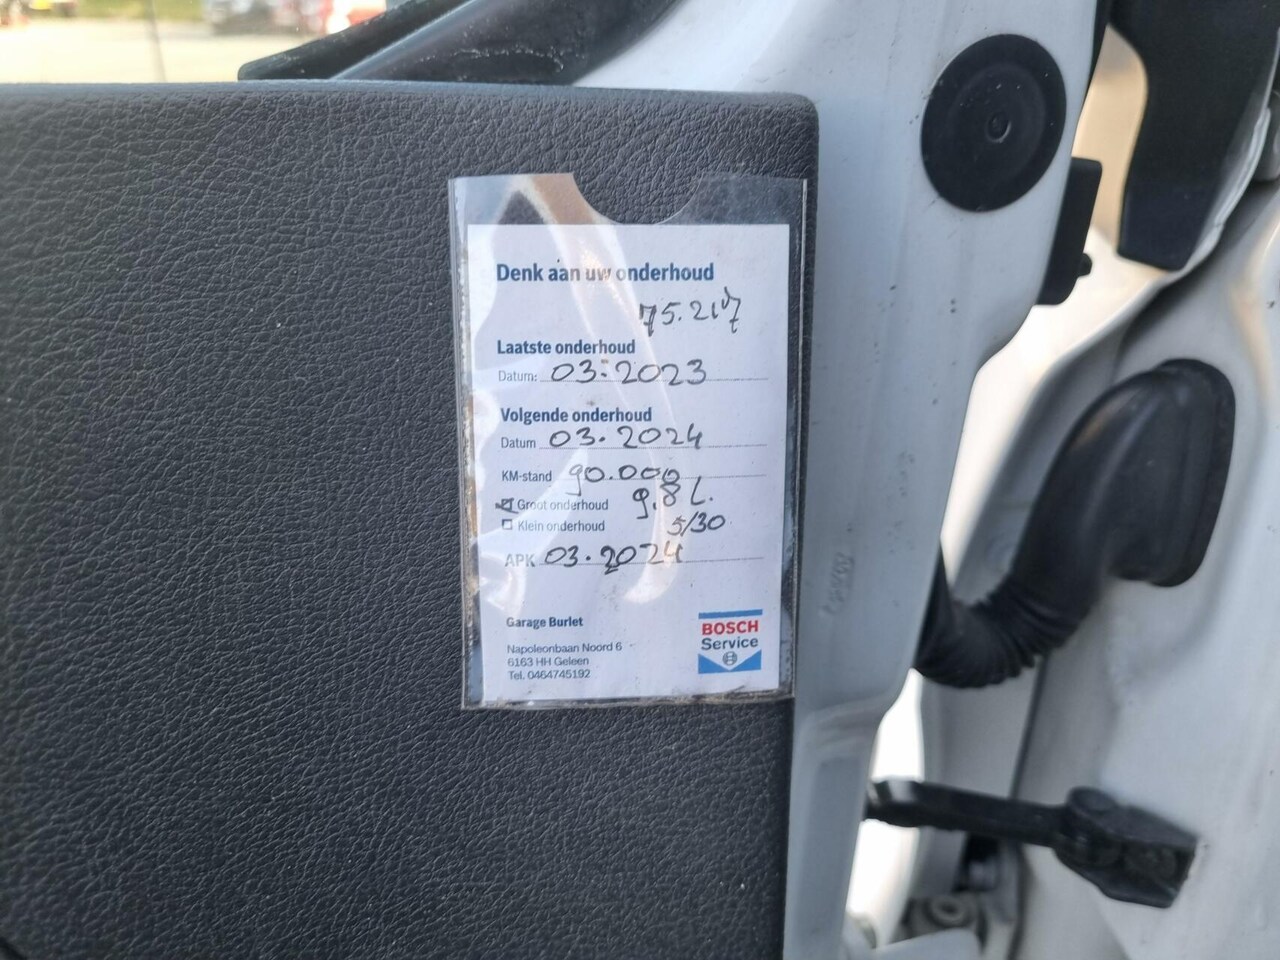 Denk aan uw onderhoud
75.217
Laatste onderhoud
Datum: 03.2023
Volgende onderhoud
Datum 03.2024
KM-stand 90.000
Groot onderhoud 9.8 L.
Klein onderhoud 5/30
APK 03.2024
Garage Burlet
Napoleonbaan Noord 6
6163 HH Geleen
Tel. 0464745192
BOSCH
Service